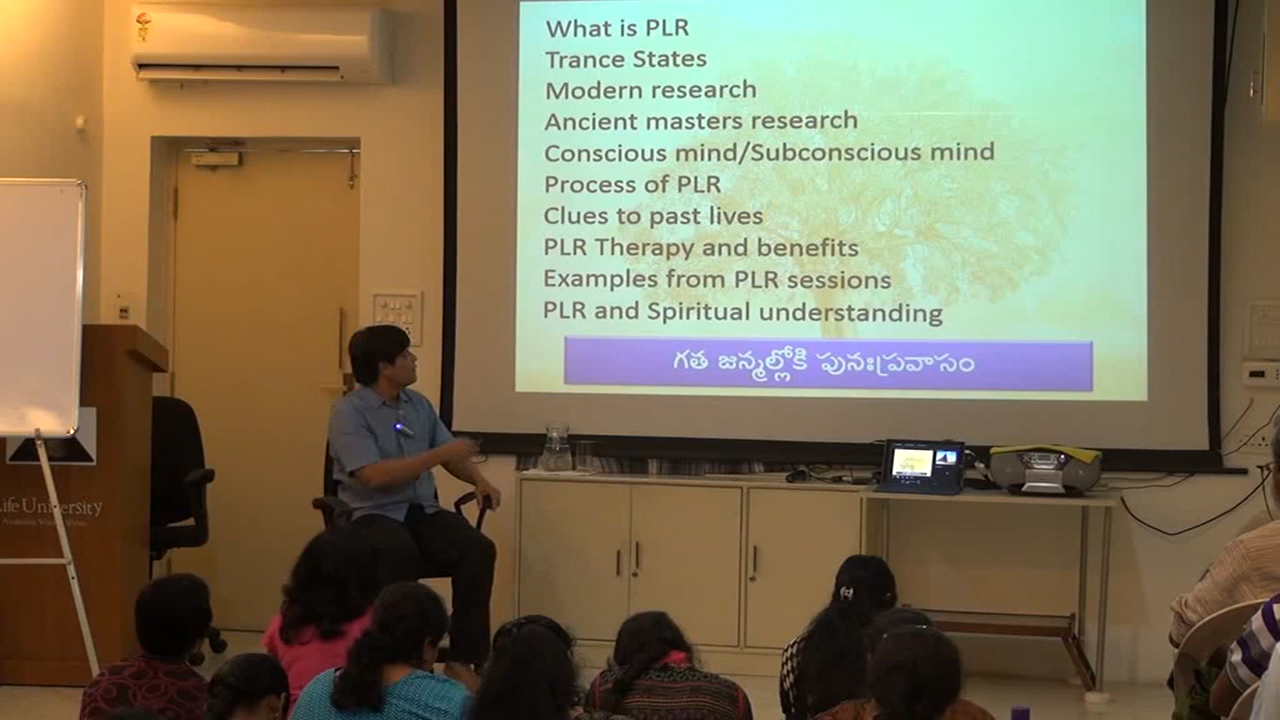 What is PLR
Trance States
Modern research
Ancient masters research
Conscious mind/Subconscious mind
Process of PLR
Clues to past lives
PLR Therapy and benefits
Examples from PLR sessions
PLR and Spiritual understanding
గత జన్మల్లోకి పునఃప్రవాసం
Life University